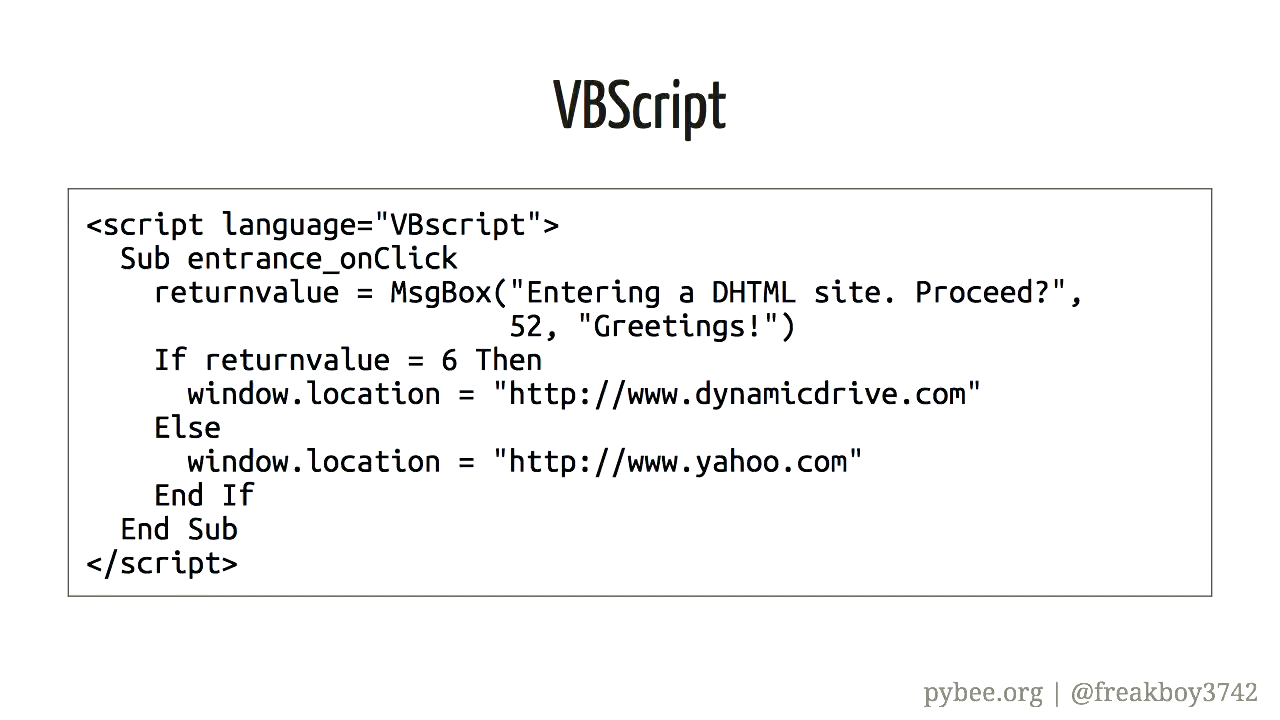 VBScript
<script language="VBscript">
  Sub entrance_onClick
    returnvalue = MsgBox("Entering a DHTML site. Proceed?",
                         52, "Greetings!")
    If returnvalue = 6 Then
      window.location = "http://www.dynamicdrive.com"
    Else
      window.location = "http://www.yahoo.com"
    End If
  End Sub
</script>
pybee.org | @freakboy3742